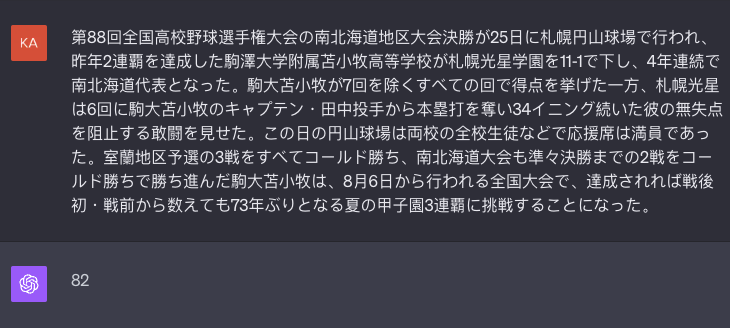 KA
第88回全国高校野球選手権大会の南北海道地区大会決勝が25日に札幌円山球場で行われ、
昨年2連覇を達成した駒澤大学附属苫小牧高等学校が札幌光星学園を11-1で下し、4年連続で
南北海道代表となった。駒大苫小牧が7回を除くすべての回で得点を挙げた一方、札幌光星
は6回に駒大苫小牧のキャプテン・田中投手から本塁打を奪い34イニング続いた彼の無失点
を阻止する敢闘を見せた。この日の円山球場は両校の全校生徒などで応援席は満員であっ
た。室蘭地区予選の3戦をすべてコールド勝ち、南北海道大会も準々決勝までの2戦をコー
ルド勝ちで勝ち進んだ駒大苫小牧は、8月6日から行われる全国大会で、達成されれば戦後
初・戦前から数えても73年ぶりとなる夏の甲子園3連覇に挑戦することになった。
82